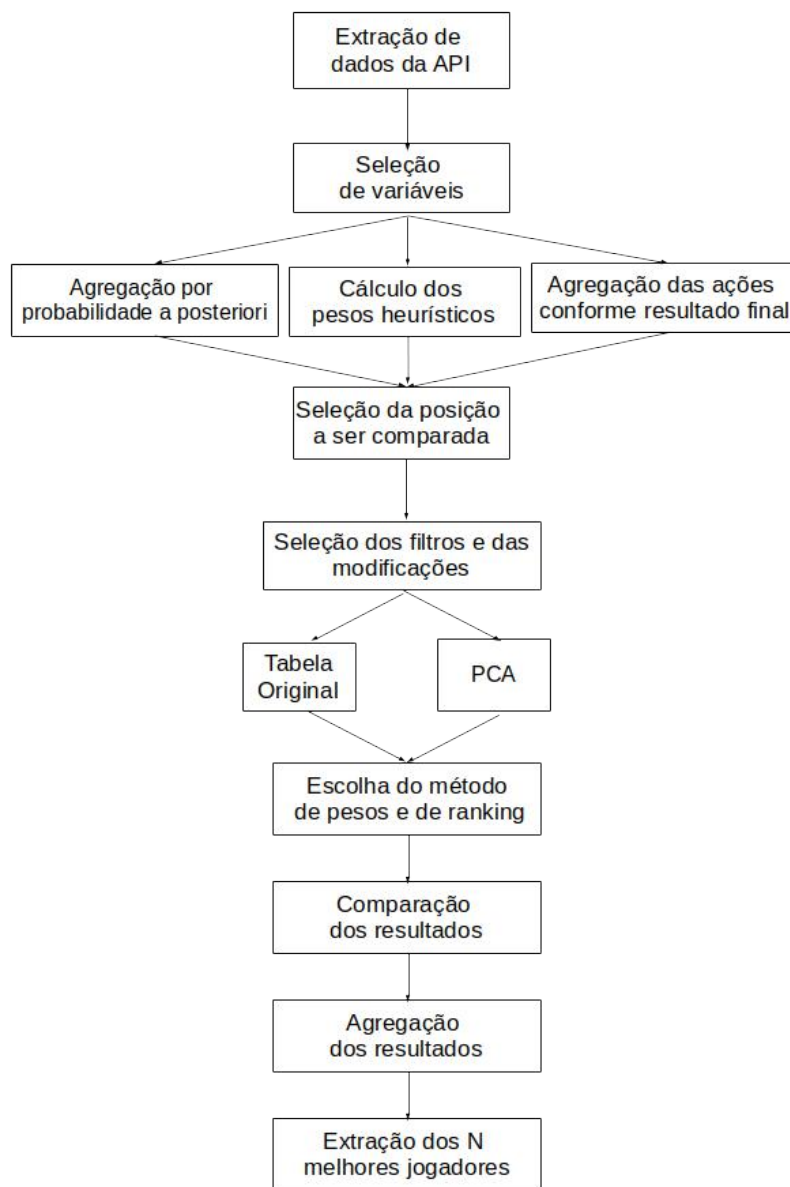 Extração de
dados da API
Seleção
de variáveis
Agregação por
probabilidade a posteriori
Cálculo dos
pesos heurísticos
Agregação das ações
conforme resultado final
Seleção da posição
a ser comparada
Seleção dos filtros e das
modificações
Tabela
Original
PCA
Escolha do método
de pesos e de ranking
Comparação
dos resultados
Agregação
dos resultados
Extração dos N
melhores jogadores